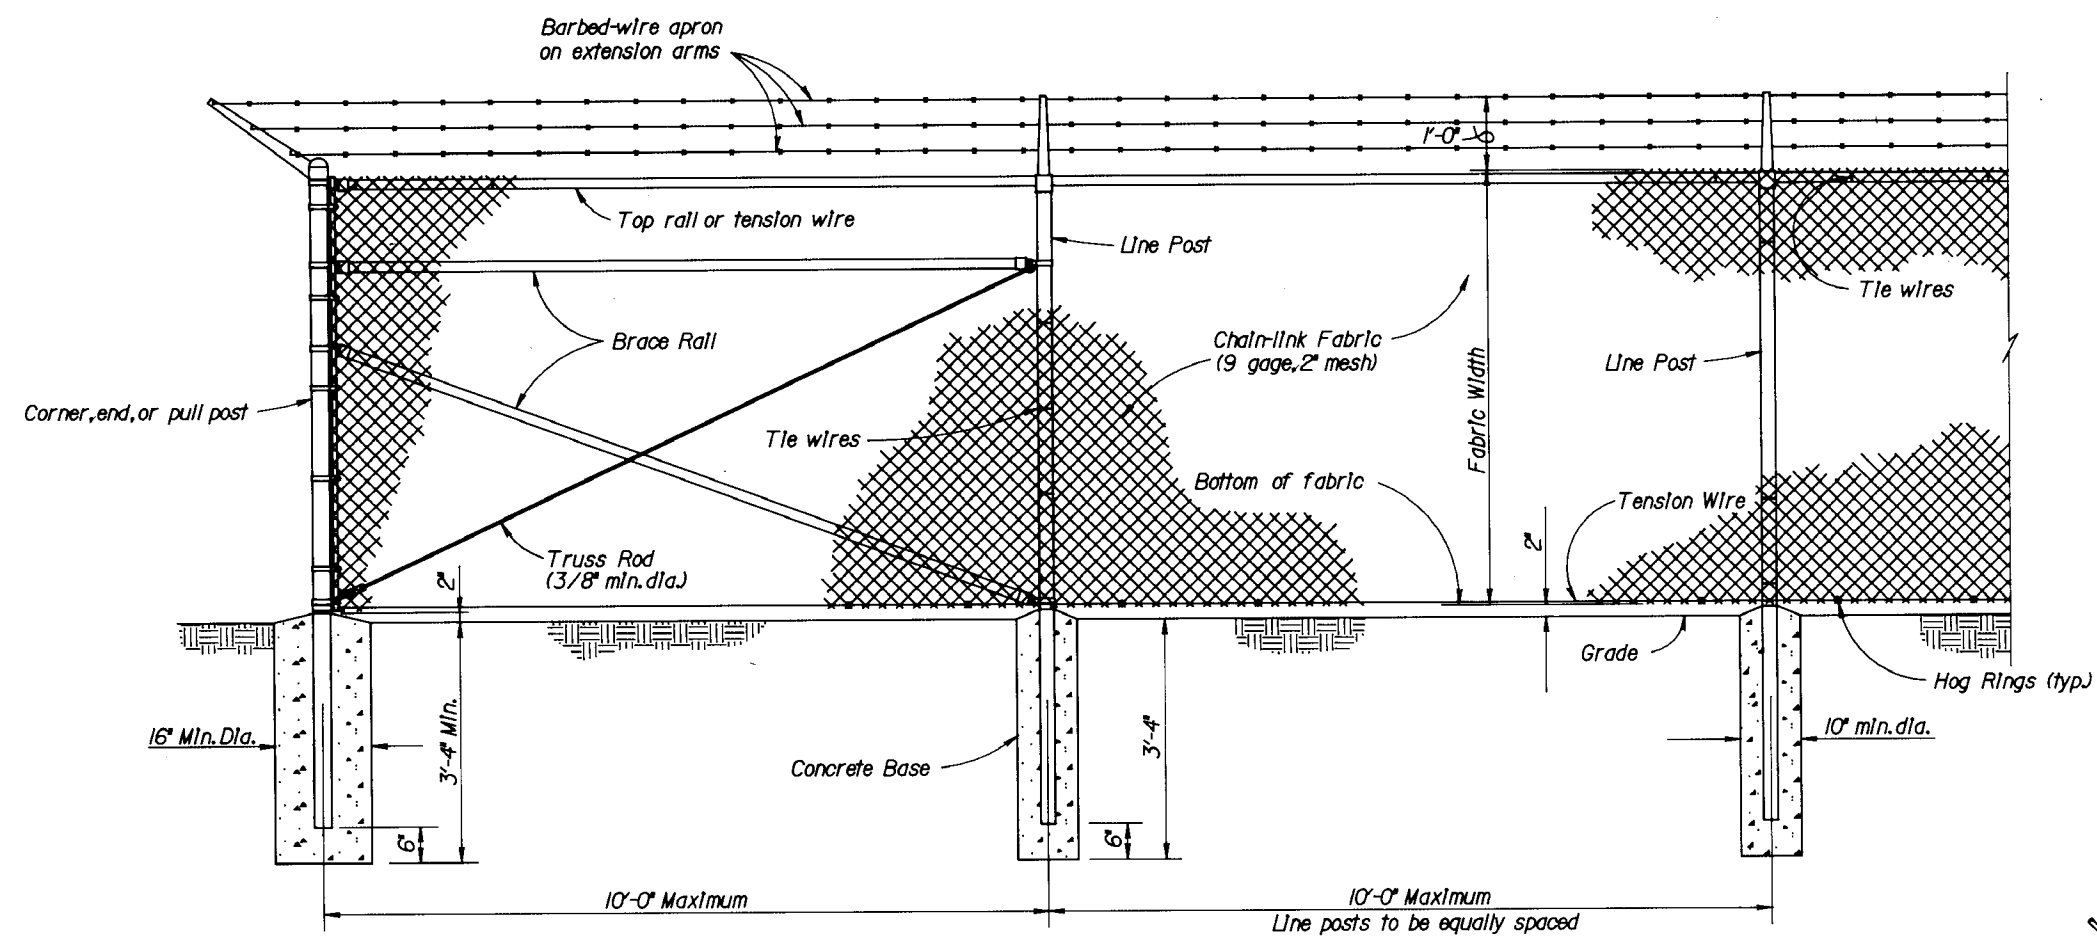 Barbed-wire apron
on extension arms
1'-0"
Top rail or tension wire
Line Post
Tie wires
Brace Rail
Chain-link Fabric
(9 gage, 2" mesh)
Fabric Width
Line Post
Corner, end, or pull post
Tie wires
Bottom of fabric
Tension Wire
2"
Truss Rod
(3/8" min. dia.)
2"
Grade
Hog Rings (typ.)
16" Min. Dia.
3'-4" Min.
6"
Concrete Base
3'-4"
6"
10" min. dia.
10'-0" Maximum
10'-0" Maximum
Line posts to be equally spaced